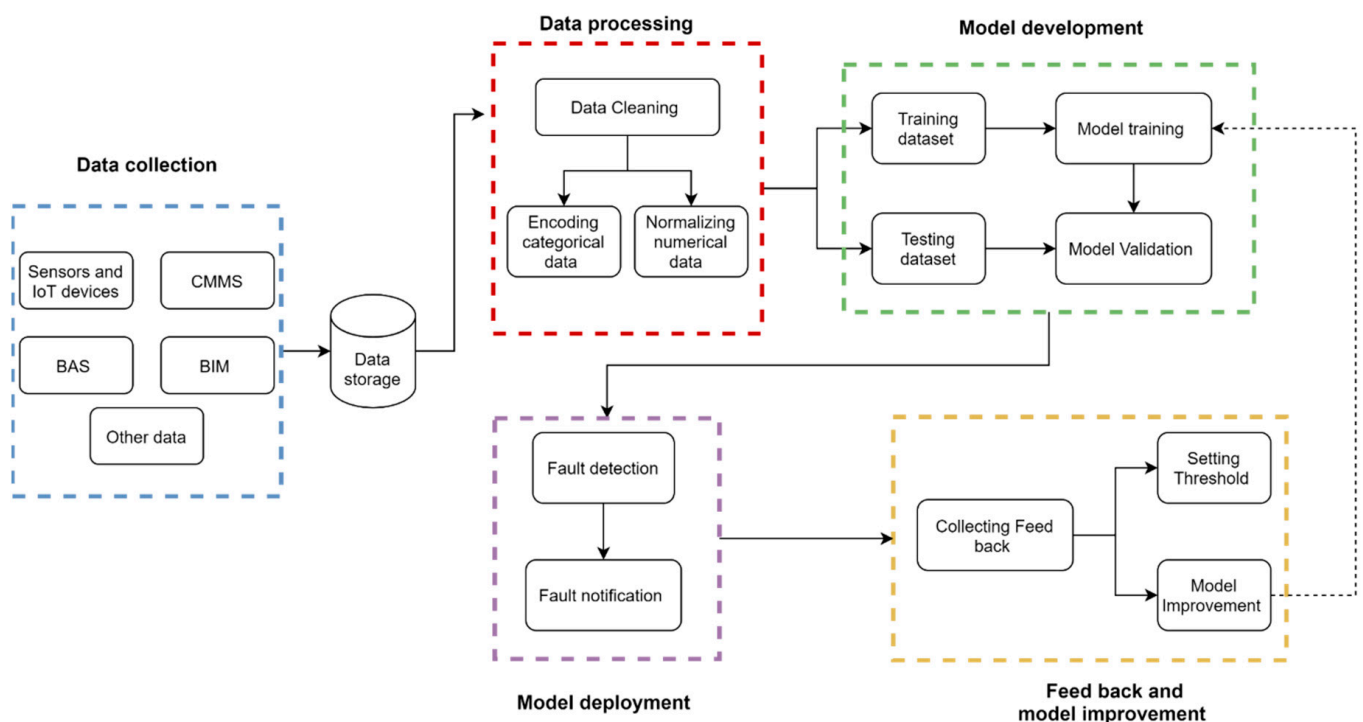 Data collection
Sensors and
IoT devices
CMMS
BAS
BIM
Other data
Data
storage
Data processing
Data Cleaning
Encoding
categorical
data
Normalizing
numerical
data
Model development
Training
dataset
Model training
Testing
dataset
Model Validation
Fault detection
Fault notification
Model deployment
Collecting Feed
back
Setting
Threshold
Model
Improvement
Feed back and
model improvement